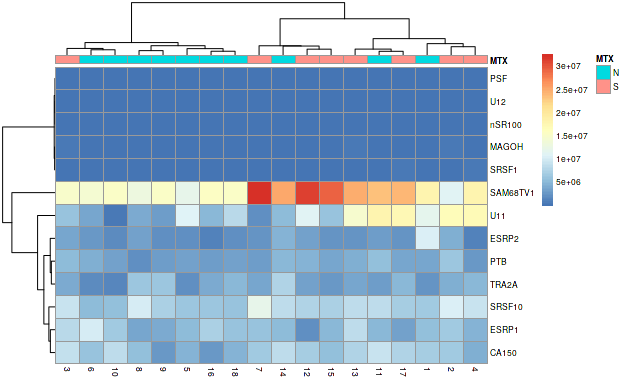 MTX
PSF
U12
nSR100
MAGOH
SRSF1
SAM68TV1
U11
ESRP2
PTB
TRA2A
SRSF10
ESRP1
CA150
3 6 10 8 9 5 16 18 7 14 12 15 13 11 17 1 2 4
3e+07
2.5e+07
2e+07
1.5e+07
1e+07
5e+06
MTX
N
S